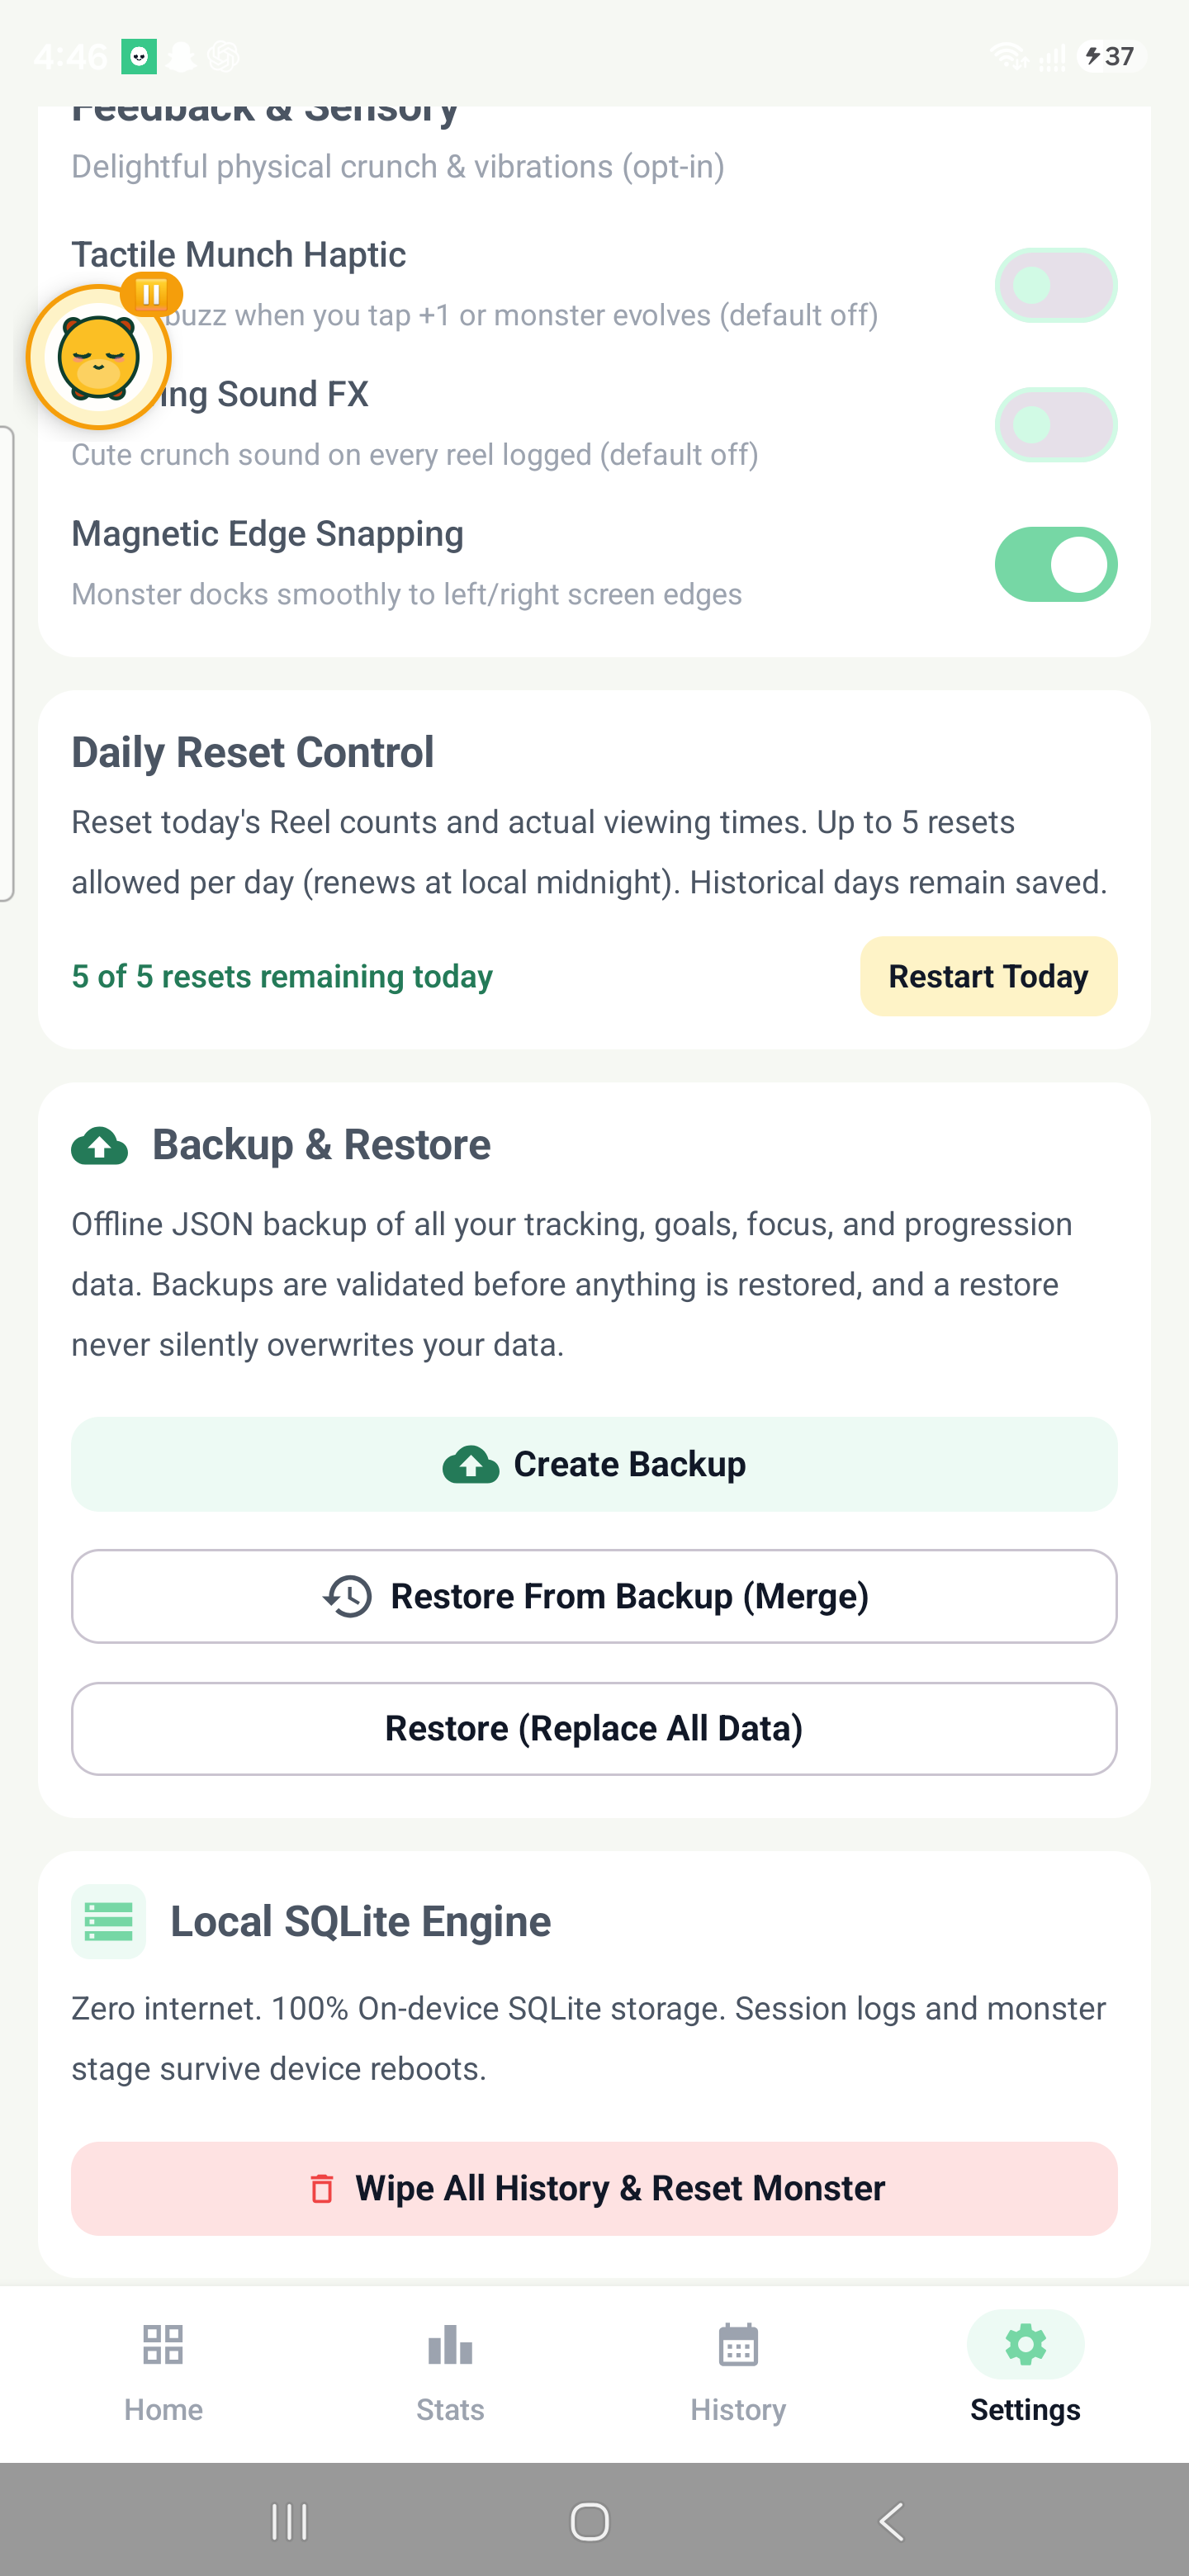 4:46
37
Feedback & Sensory
Delightful physical crunch & vibrations (opt-in)
Tactile Munch Haptic
buzz when you tap +1 or monster evolves (default off)
ing Sound FX
Cute crunch sound on every reel logged (default off)
Magnetic Edge Snapping
Monster docks smoothly to left/right screen edges
Daily Reset Control
Reset today's Reel counts and actual viewing times. Up to 5 resets
allowed per day (renews at local midnight). Historical days remain saved.
5 of 5 resets remaining today
Restart Today
Backup & Restore
Offline JSON backup of all your tracking, goals, focus, and progression
data. Backups are validated before anything is restored, and a restore
never silently overwrites your data.
Create Backup
Restore From Backup (Merge)
Restore (Replace All Data)
Local SQLite Engine
Zero internet. 100% On-device SQLite storage. Session logs and monster
stage survive device reboots.
Wipe All History & Reset Monster
Home
Stats
History
Settings